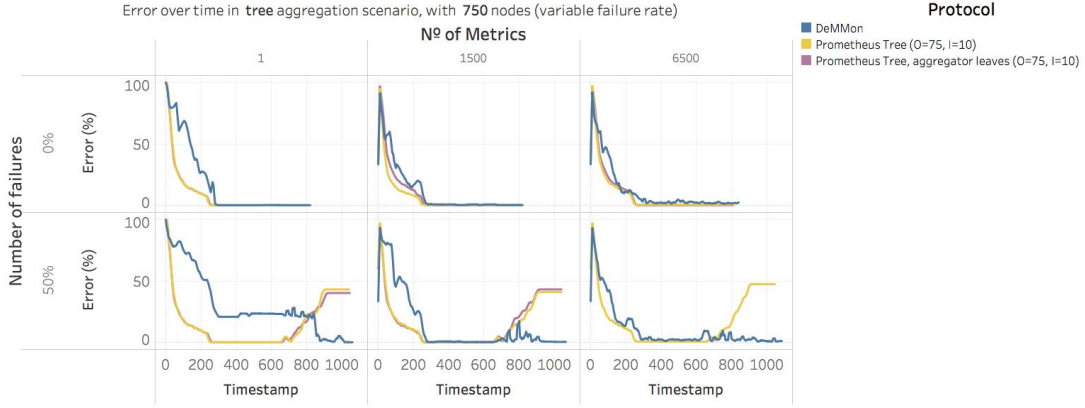 Error over time in tree aggregation scenario, with 750 nodes (variable failure rate)
Nº of Metrics
1 1500 6500
Protocol
DeMMon
Prometheus Tree (O=75, I=10)
Prometheus Tree, aggregator leaves (O=75, I=10)
Number of failures
0%
Error (%)
100
50
0
50%
Error (%)
100
50
0
0 200 400 600 800 1000 0 200 400 600 800 1000 0 200 400 600 800 1000
Timestamp Timestamp Timestamp